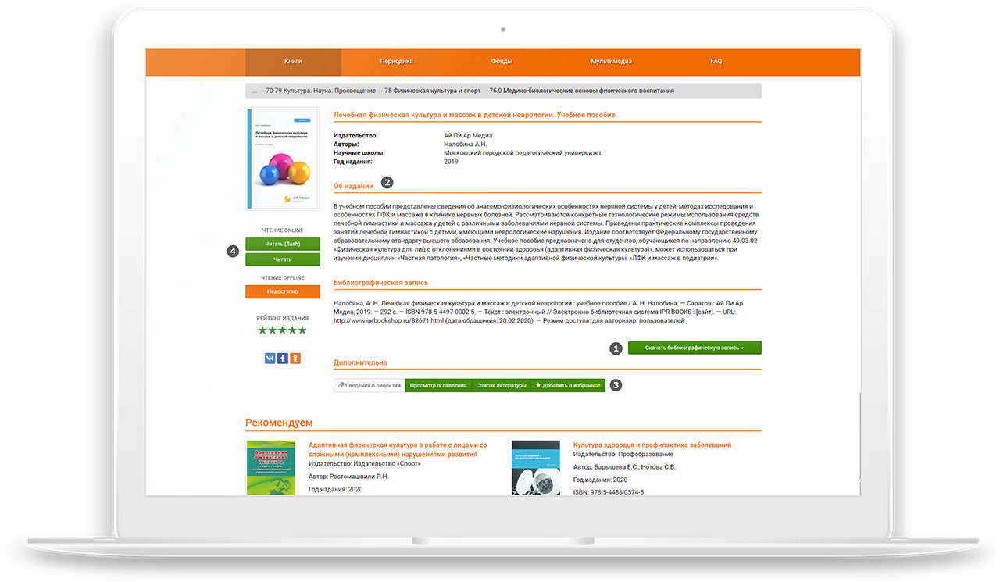 Книги Периодика Фонды Мультимедиа FAQ
... 70-79 Культура. Наука. Просвещение / 75 Физическая культура и спорт / 75.0 Медико-биологические основы физического воспитания
Лечебная физическая культура
и массаж в детской неврологии
IPR MEDIA
ЧТЕНИЕ ONLINE
4
Читать (flash)
Читать
ЧТЕНИЕ OFFLINE
Недоступно
РЕЙТИНГ ИЗДАНИЯ
Лечебная физическая культура и массаж в детской неврологии. Учебное пособие
Издательство: Ай Пи Ар Медиа
Авторы: Налобина А.Н.
Научные школы: Московский городской педагогический университет
Год издания: 2019
Об издании 2
В учебном пособии представлены сведения об анатомо-физиологических особенностях нервной системы у детей, методах исследования и
особенностях ЛФК и массажа в клинике нервных болезней. Рассматриваются конкретные технологические режимы использования средств
лечебной гимнастики и массажа у детей с различными заболеваниями нервной системы. Приведены практические комплексы проведения
занятий лечебной гимнастикой с детьми, имеющими неврологические нарушения. Издание соответствует Федеральному государственному
образовательному стандарту высшего образования. Учебное пособие предназначено для студентов, обучающихся по направлению 49.03.02
«Физическая культура для лиц с отклонениями в состоянии здоровья (адаптивная физическая культура)», может использоваться при
изучении дисциплин «Частная патология», «Частные методики адаптивной физической культуры, «ЛФК и массаж в педиатрии».
Библиографическая запись
Налобина, А. Н. Лечебная физическая культура и массаж в детской неврологии : учебное пособие / А. Н. Налобина. — Саратов : Ай Пи Ар
Медиа, 2019. — 292 c. — ISBN 978-5-4497-0002-5. — Текст : электронный // Электронно-библиотечная система IPR BOOKS : [сайт]. — URL:
http://www.iprbookshop.ru/82671.html (дата обращения: 20.02.2020). — Режим доступа: для авторизир. пользователей
1 Скачать библиографическую запись
Дополнительно
Сведения о лицензии Просмотр оглавления Список литературы Добавить в избранное 3
Рекомендуем
Адаптивная
физическая
культура
Адаптивная физическая культура в работе с лицами со
сложными (комплексными) нарушениями развития
Издательство: Издательство «Спорт»
Автор: Ростомашвили Л.Н.
Год издания: 2020
Культура здоровья и профилактика заболеваний
Издательство: Профобразование
Автор: Барышева Е.С., Нотова С.В.
Год издания: 2020
ISBN: 978-5-4488-0574-5